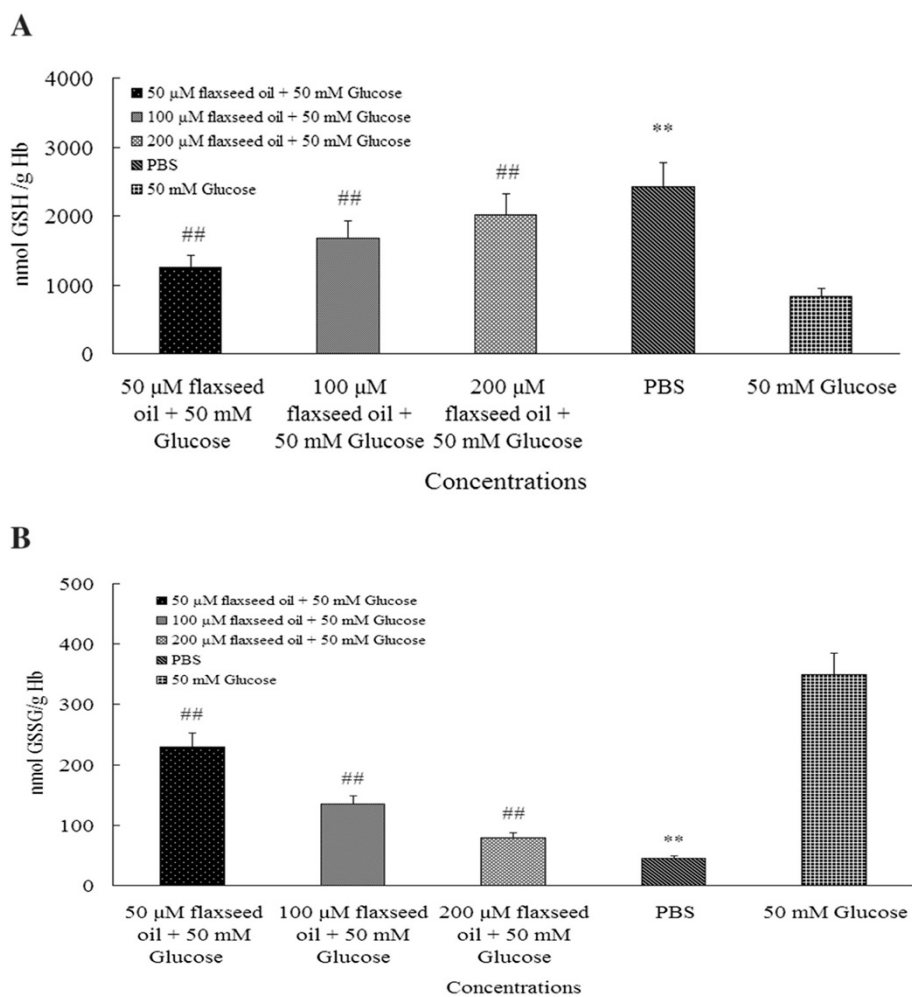 A
4000
3000
2000
1000
0
nmol GSH /g Hb
50 µM flaxseed oil + 50 mM Glucose
100 µM flaxseed oil + 50 mM Glucose
200 µM flaxseed oil + 50 mM Glucose
PBS
50 mM Glucose
##
##
##
**
50 µM flaxseed
oil + 50 mM
Glucose
100 µM
flaxseed oil +
50 mM Glucose
200 µM
flaxseed oil +
50 mM Glucose
PBS
50 mM Glucose
Concentrations
B
500
400
300
200
100
0
nmol GSSG/g Hb
50 µM flaxseed oil + 50 mM Glucose
100 µM flaxseed oil + 50 mM Glucose
200 µM flaxseed oil + 50 mM Glucose
PBS
50 mM Glucose
##
##
##
**
50 µM flaxseed
oil + 50 mM
Glucose
100 µM flaxseed
oil + 50 mM
Glucose
200 µM flaxseed
oil + 50 mM
Glucose
PBS
50 mM Glucose
Concentrations